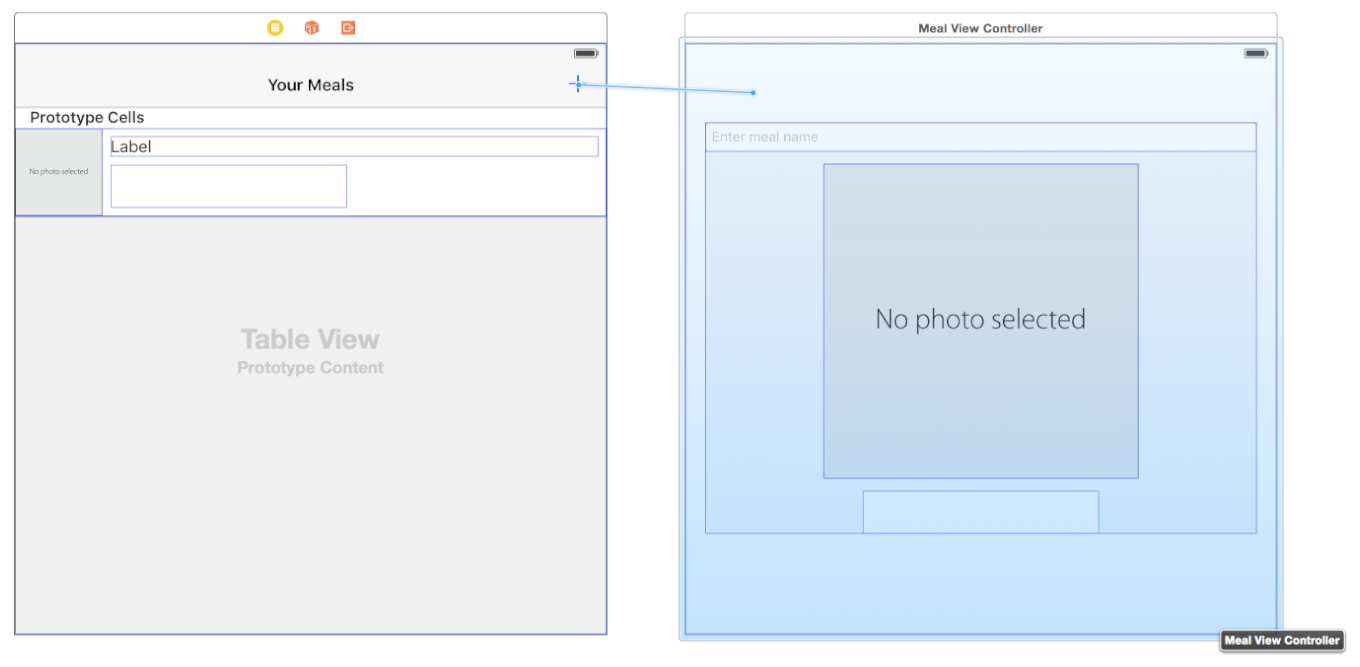 Your Meals
Prototype Cells
No photo selected
Label
Table View
Prototype Content
Meal View Controller
Enter meal name
No photo selected
Meal View Controller